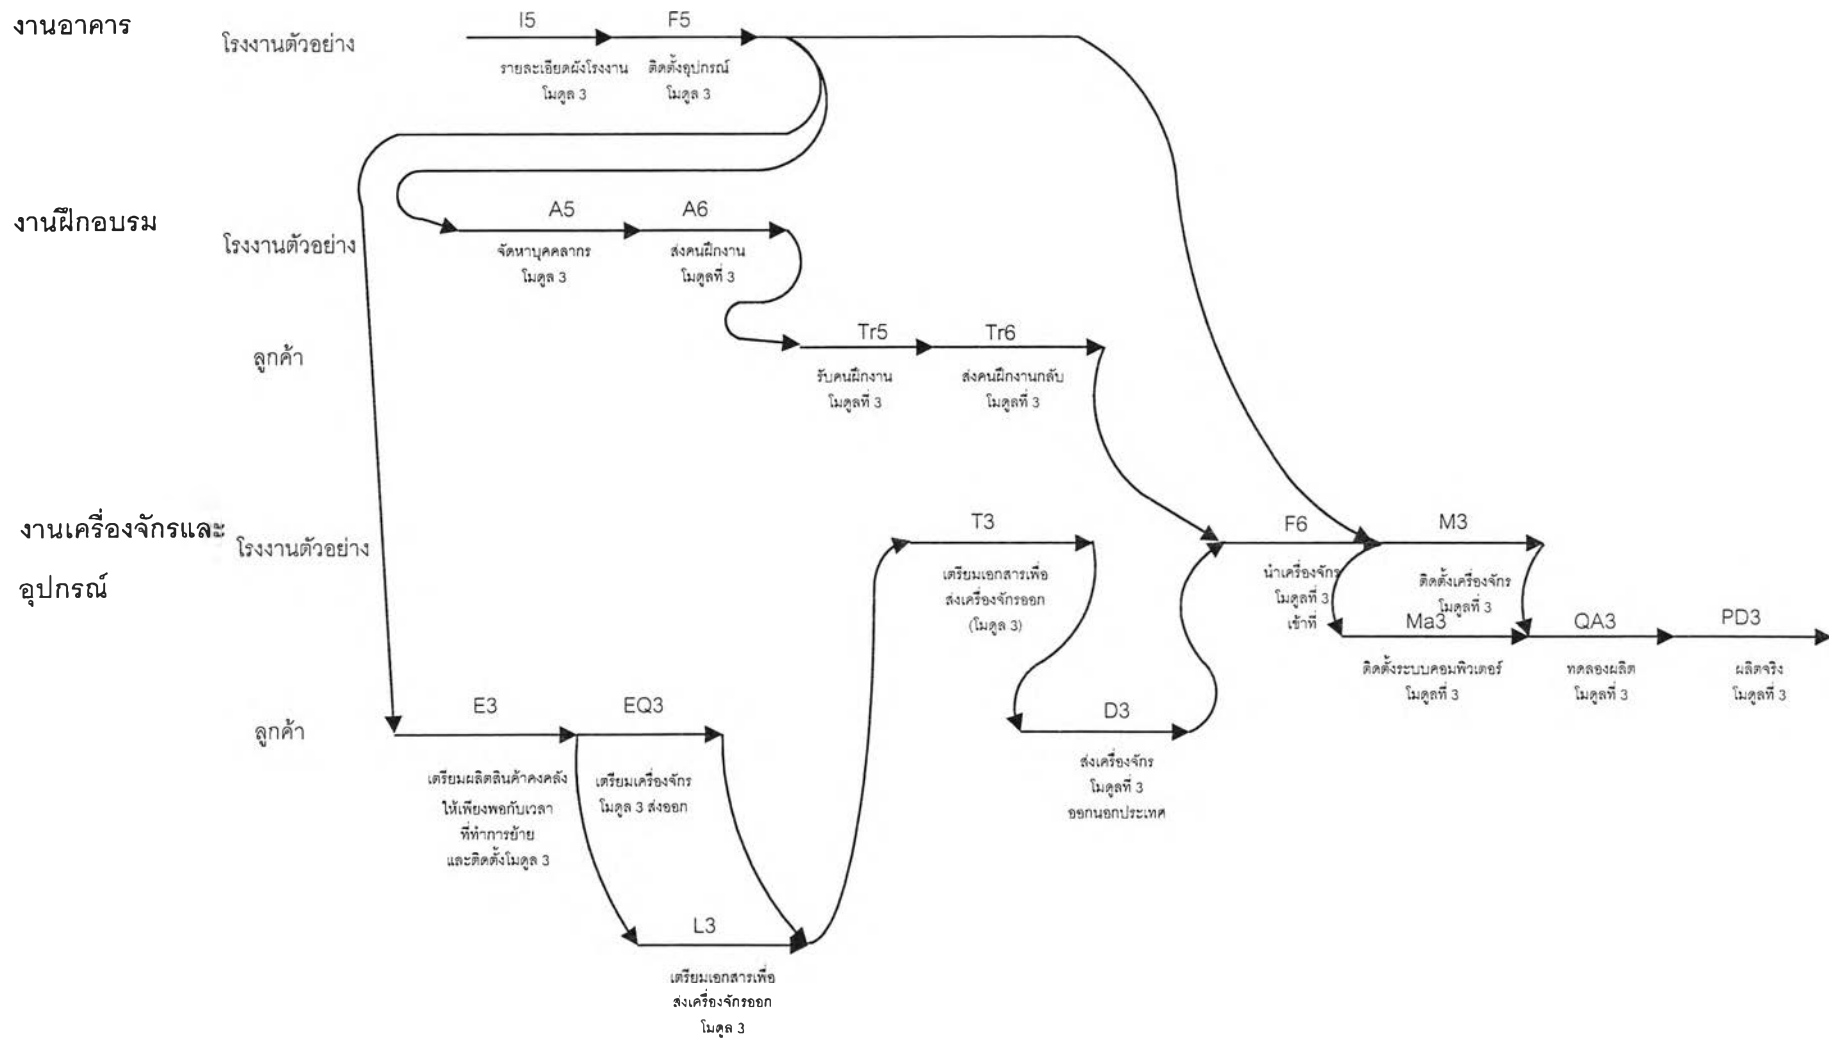 งานอาคาร
โรงงานตัวอย่าง
I5
F5
รายละเอียดผังโรงงาน
โมดูล 3
ติดตั้งอุปกรณ์
โมดูล 3
งานฝึกอบรม
โรงงานตัวอย่าง
A5
A6
จัดหาบุคคลากร
โมดูล 3
ส่งคนฝึกงาน
โมดูลที่ 3
ลูกค้า
Tr5
Tr6
รับคนฝึกงาน
โมดูลที่ 3
ส่งคนฝึกงานกลับ
โมดูลที่ 3
งานเครื่องจักรและ
อุปกรณ์
โรงงานตัวอย่าง
T3
F6
M3
เตรียมเอกสารเพื่อ
ส่งเครื่องจักรออก
(โมดูล 3)
นำเครื่องจักร
โมดูลที่ 3
เข้าที่
ติดตั้งเครื่องจักร
โมดูลที่ 3
Ma3
QA3
PD3
ติดตั้งระบบคอมพิวเตอร์
โมดูลที่ 3
ทดลองผลิต
โมดูลที่ 3
ผลิตจริง
โมดูลที่ 3
ลูกค้า
E3
EQ3
D3
เตรียมผลิตสินค้าคงคลัง
ให้เพียงพอกับเวลา
ที่ทำการย้าย
และติดตั้งโมดูล 3
เตรียมเครื่องจักร
โมดูล 3 ส่งออก
ส่งเครื่องจักร
โมดูลที่ 3
ออกนอกประเทศ
L3
เตรียมเอกสารเพื่อ
ส่งเครื่องจักรออก
โมดูล 3